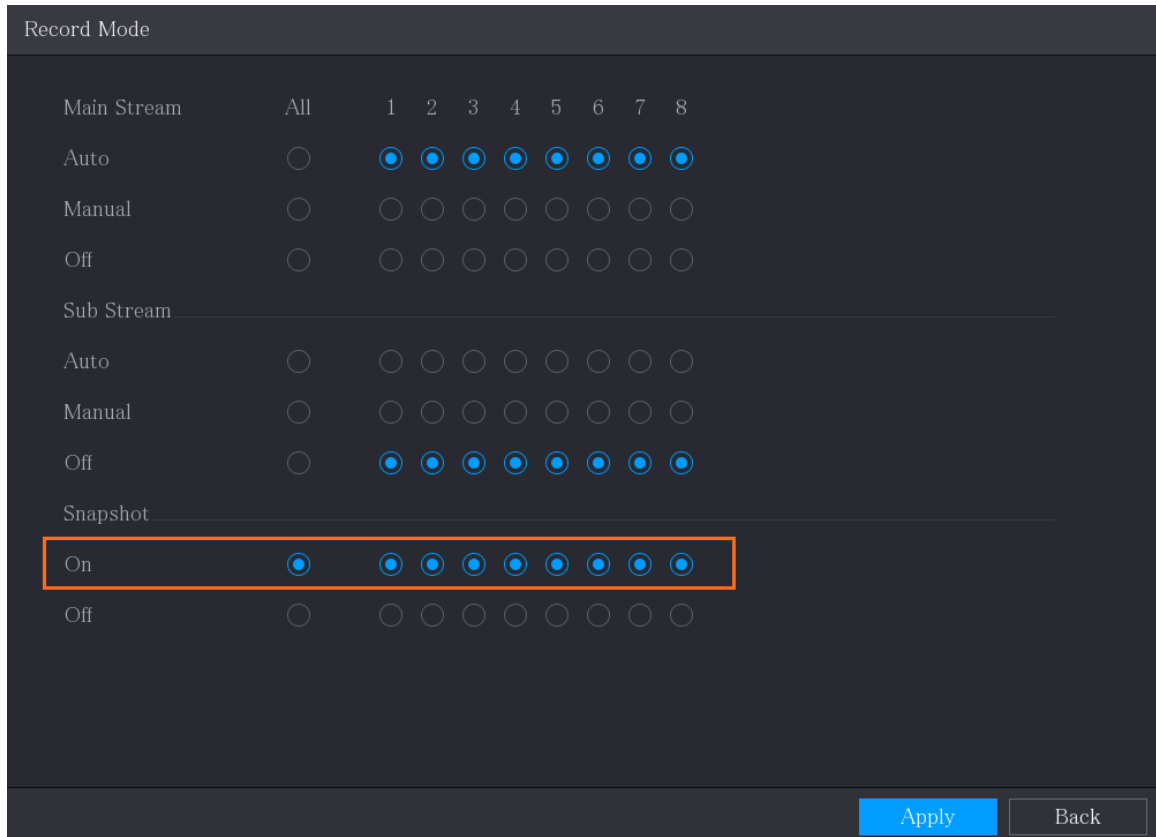 Record Mode
Main Stream All 1 2 3 4 5 6 7 8
Auto
Manual
Off
Sub Stream
Auto
Manual
Off
Snapshot
On
Off
Apply Back